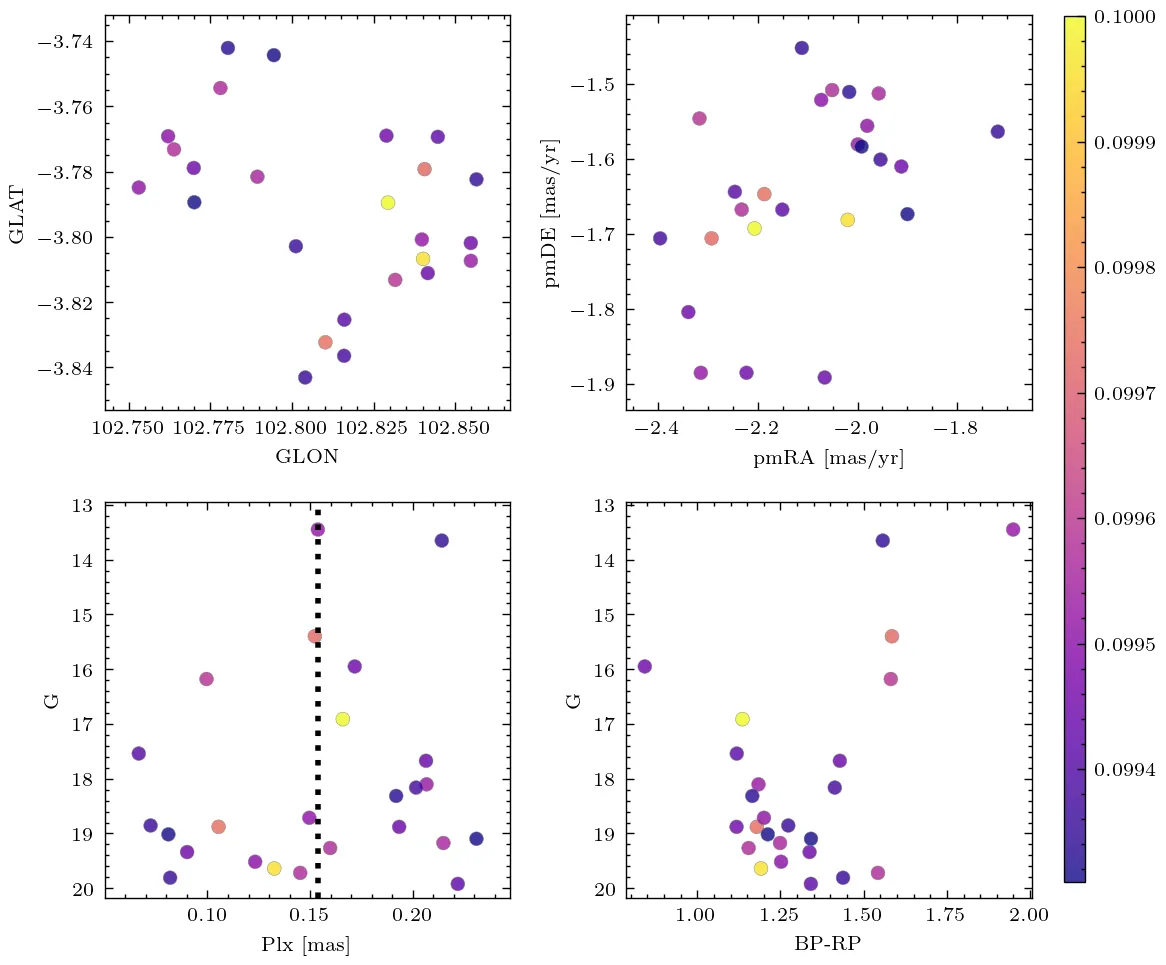 −3.74
−3.76
−3.78
−3.80
−3.82
−3.84
GLAT
102.750 102.775 102.800 102.825 102.850
GLON
−1.5
−1.6
−1.7
−1.8
−1.9
pmDE [mas/yr]
−2.4 −2.2 −2.0 −1.8
pmRA [mas/yr]
0.1000
0.0999
0.0998
0.0997
0.0996
0.0995
0.0994
13
14
15
16
17
18
19
20
G
0.10 0.15 0.20
Plx [mas]
13
14
15
16
17
18
19
20
G
1.00 1.25 1.50 1.75 2.00
BP-RP